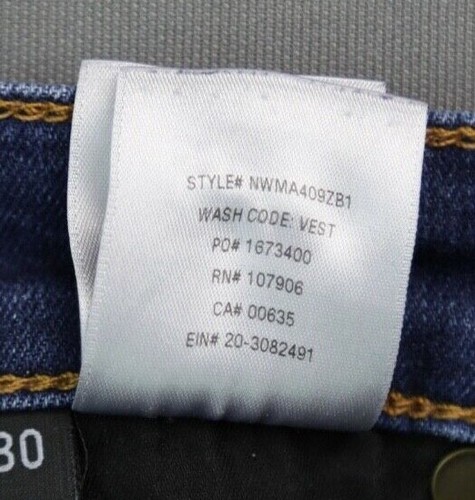 STYLE# NWMA409ZB1
WASH CODE: VEST
PO# 1673400
RN# 107906
CA# 00635
EIN# 20-3082491
30